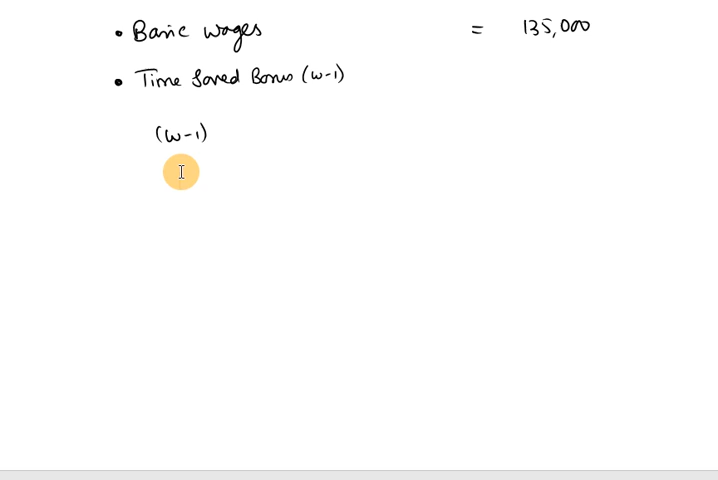 • Basic wages = 135,000
• Time Saved Bonus (w-1)
(w-1)